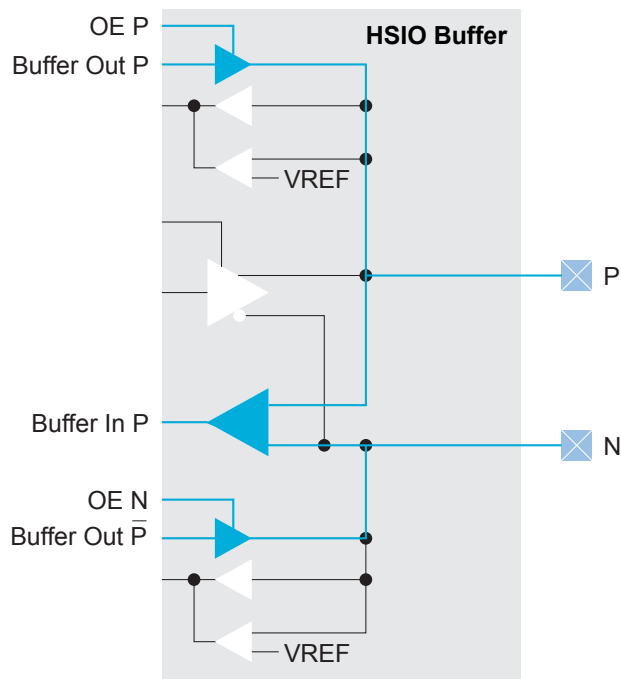 OE P
HSIO Buffer
Buffer Out P
VREF
P
Buffer In P
N
OE N
Buffer Out P̅
VREF